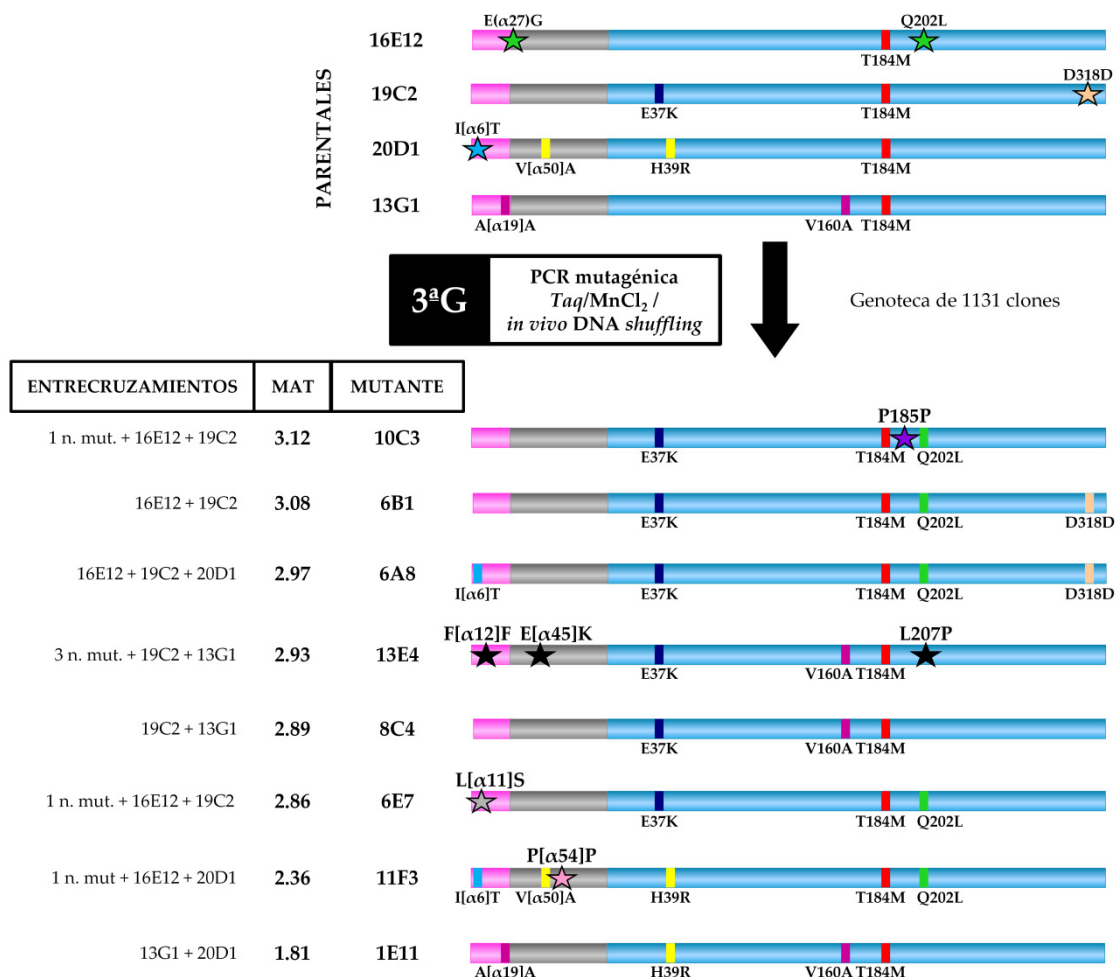 PARENTALES
E(α27)G
Q202L
16E12
T184M
D318D
19C2
E37K
T184M
I[α6]T
20D1
V[α50]A
H39R
T184M
13G1
A[α19]A
V160A
T184M
3ªG
PCR mutagénica
Taq/MnCl₂ /
in vivo DNA shuffling
Genoteca de 1131 clones
ENTRECRUZAMIENTOS
MAT
MUTANTE
P185P
1 n. mut. + 16E12 + 19C2
3.12
10C3
E37K
T184M
Q202L
16E12 + 19C2
3.08
6B1
E37K
T184M
Q202L
D318D
16E12 + 19C2 + 20D1
2.97
6A8
I[α6]T
E37K
T184M
Q202L
D318D
F[α12]F
E[α45]K
L207P
3 n. mut. + 19C2 + 13G1
2.93
13E4
E37K
V160A
T184M
19C2 + 13G1
2.89
8C4
E37K
V160A
T184M
L[α11]S
1 n. mut. + 16E12 + 19C2
2.86
6E7
E37K
T184M
Q202L
P[α54]P
1 n. mut + 16E12 + 20D1
2.36
11F3
I[α6]T
V[α50]A
H39R
T184M
Q202L
13G1 + 20D1
1.81
1E11
A[α19]A
H39R
V160A
T184M